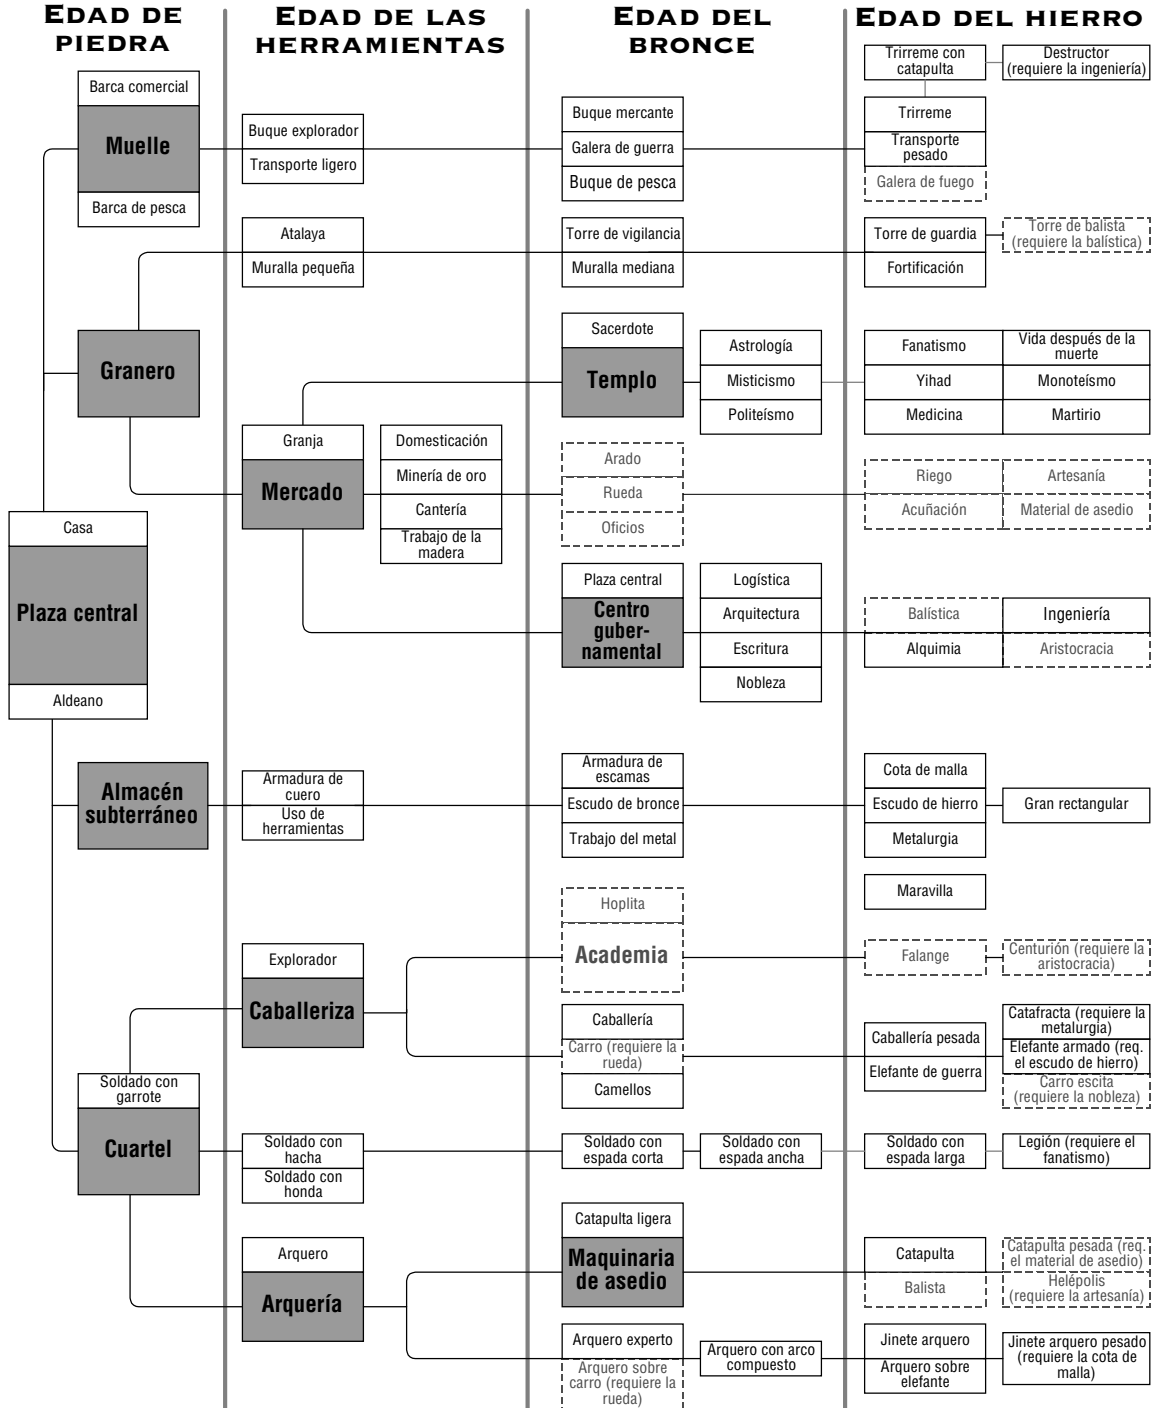 EDAD DE
PIEDRA
EDAD DE LAS
HERRAMIENTAS
EDAD DEL
BRONCE
EDAD DEL HIERRO
Trirreme con
catapulta
Destructor
(requiere la ingeniería)
Barca comercial
Muelle
Barca de pesca
Buque explorador
Transporte ligero
Buque mercante
Galera de guerra
Buque de pesca
Trirreme
Transporte
pesado
Galera de fuego
Atalaya
Muralla pequeña
Torre de vigilancia
Muralla mediana
Torre de guardia
Fortificación
Torre de balista
(requiere la balística)
Granero
Sacerdote
Templo
Astrología
Misticismo
Politeísmo
Fanatismo
Yihad
Medicina
Vida después de la
muerte
Monoteísmo
Martirio
Granja
Mercado
Domesticación
Minería de oro
Cantería
Trabajo de la
madera
Arado
Rueda
Oficios
Riego
Acuñación
Artesanía
Material de asedio
Casa
Plaza central
Aldeano
Plaza central
Centro
guber-
namental
Logística
Arquitectura
Escritura
Nobleza
Balística
Alquimia
Ingeniería
Aristocracia
Almacén
subterráneo
Armadura de
cuero
Uso de
herramientas
Armadura de
escamas
Escudo de bronce
Trabajo del metal
Cota de malla
Escudo de hierro
Metalurgia
Gran rectangular
Maravilla
Hoplita
Academia
Falange
Centurión (requiere la
aristocracia)
Explorador
Caballeriza
Caballería
Carro (requiere la
rueda)
Camellos
Caballería pesada
Elefante de guerra
Catafracta (requiere la
metalurgia)
Elefante armado (req.
el escudo de hierro)
Carro escita
(requiere la nobleza)
Soldado con
garrote
Cuartel
Soldado con
hacha
Soldado con
honda
Soldado con
espada corta
Soldado con
espada ancha
Soldado con
espada larga
Legión (requiere el
fanatismo)
Catapulta ligera
Maquinaria
de asedio
Catapulta
Balista
Catapulta pesada (req.
el material de asedio)
Helépolis
(requiere la artesanía)
Arquero
Arquería
Arquero experto
Arquero sobre
carro (requiere la
rueda)
Arquero con arco
compuesto
Jinete arquero
Arquero sobre
elefante
Jinete arquero pesado
(requiere la cota de
malla)